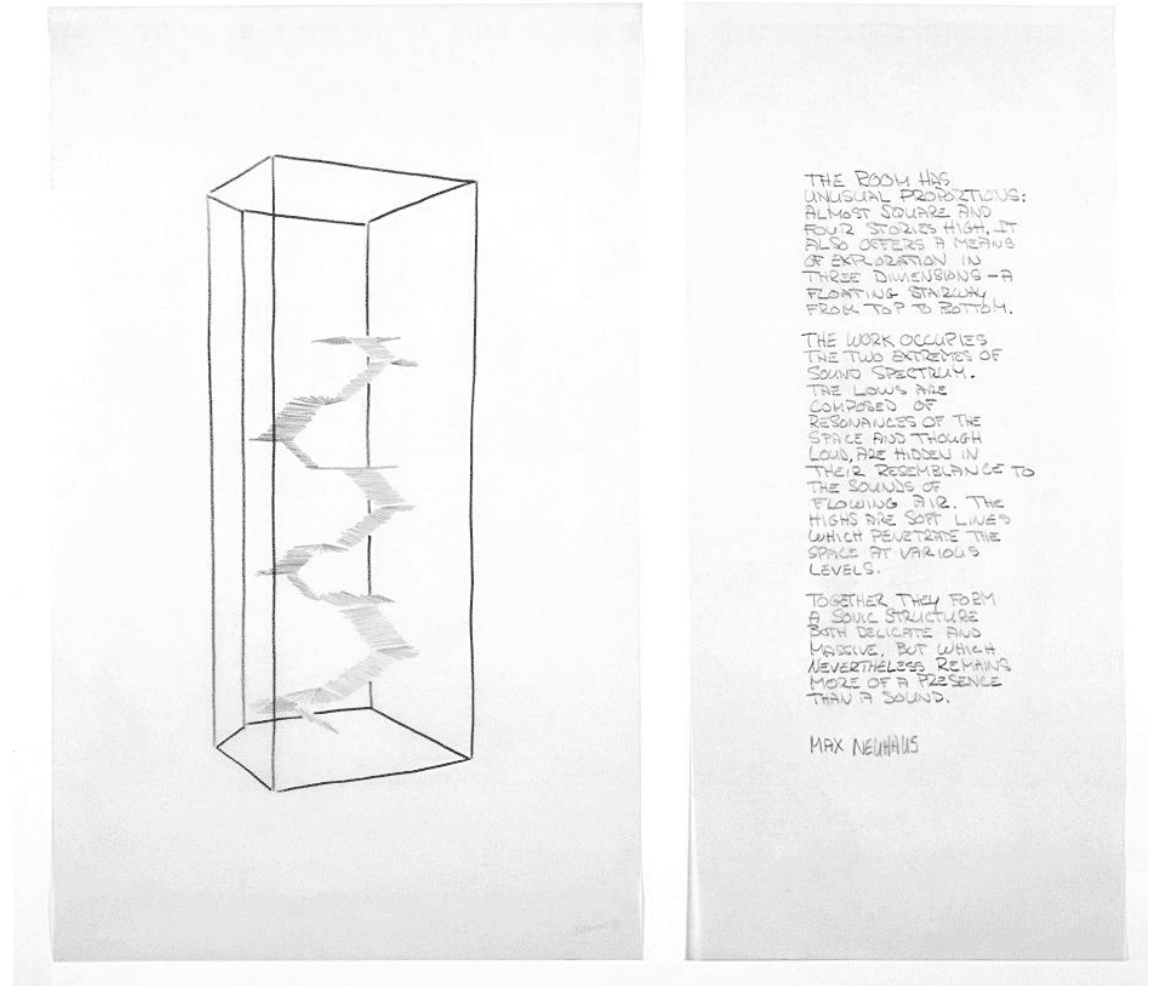 THE ROOM HAS
UNUSUAL PROPORTIONS:
ALMOST SQUARE AND
FOUR STORIES HIGH. IT
ALSO OFFERS A MEANS
OF EXPLORATION IN
THREE DIMENSIONS – A
FLOATING STAIRWAY
FROM TOP TO BOTTOM.
THE WORK OCCUPIES
THE TWO EXTREMES OF
SOUND SPECTRUM.
THE LOWS ARE
COMPOSED OF
RESONANCES OF THE
SPACE AND THOUGH
LOUD, ARE HIDDEN IN
THEIR RESEMBLANCE TO
THE SOUNDS OF
FLOWING AIR. THE
HIGHS ARE SOFT LINES
WHICH PENETRATE THE
SPACE AT VARIOUS
LEVELS.
TOGETHER THEY FORM
A SONIC STRUCTURE
BOTH DELICATE AND
MASSIVE, BUT WHICH
NEVERTHELESS REMAINS
MORE OF A PRESENCE
THAN A SOUND.
MAX NEUHAUS